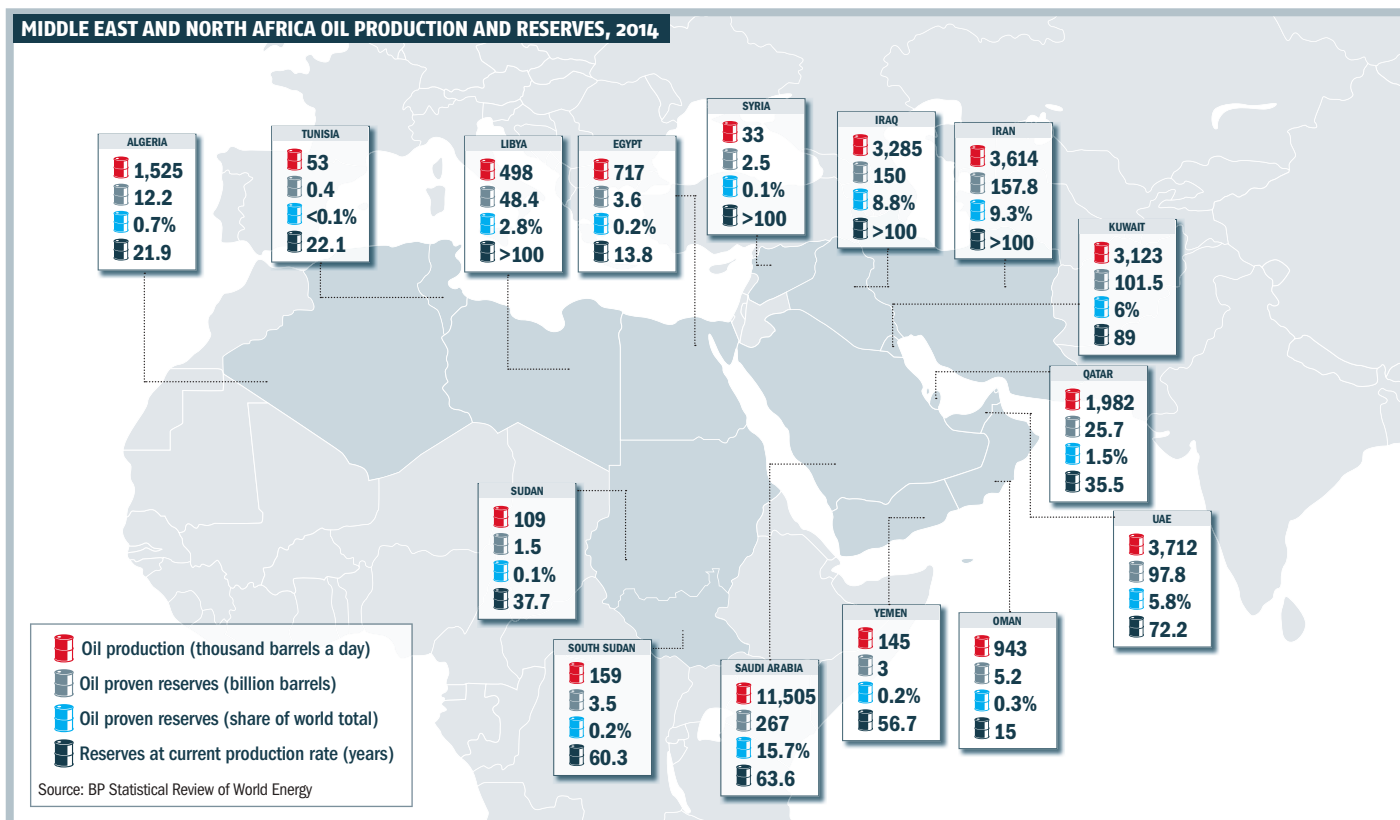 MIDDLE EAST AND NORTH AFRICA OIL PRODUCTION AND RESERVES, 2014
ALGERIA
1,525
12.2
0.7%
21.9
TUNISIA
53
0.4
<0.1%
22.1
LIBYA
498
48.4
2.8%
>100
EGYPT
717
3.6
0.2%
13.8
SYRIA
33
2.5
0.1%
>100
IRAQ
3,285
150
8.8%
>100
IRAN
3,614
157.8
9.3%
>100
KUWAIT
3,123
101.5
6%
89
QATAR
1,982
25.7
1.5%
35.5
UAE
3,712
97.8
5.8%
72.2
SUDAN
109
1.5
0.1%
37.7
SOUTH SUDAN
159
3.5
0.2%
60.3
SAUDI ARABIA
11,505
267
15.7%
63.6
YEMEN
145
3
0.2%
56.7
OMAN
943
5.2
0.3%
15
Oil production (thousand barrels a day)
Oil proven reserves (billion barrels)
Oil proven reserves (share of world total)
Reserves at current production rate (years)
Source: BP Statistical Review of World Energy